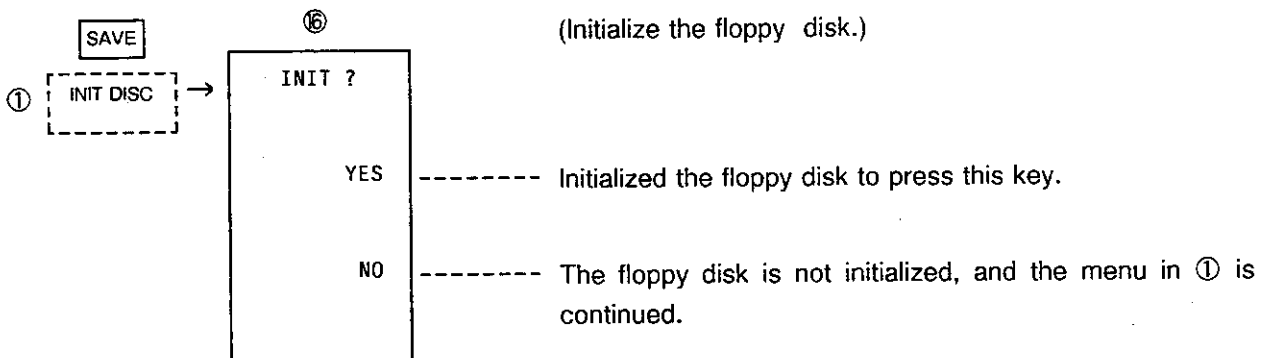 SAVE
⑯
(Initialize the floppy disk.)
① INIT DISC →
INIT ?
YES -------- Initialized the floppy disk to press this key.
NO -------- The floppy disk is not initialized, and the menu in ① is
continued.